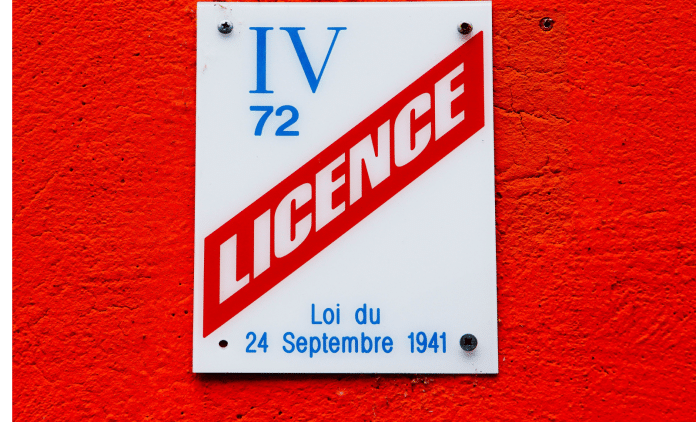 IV
72
LICENCE
Loi du
24 Septembre 1941